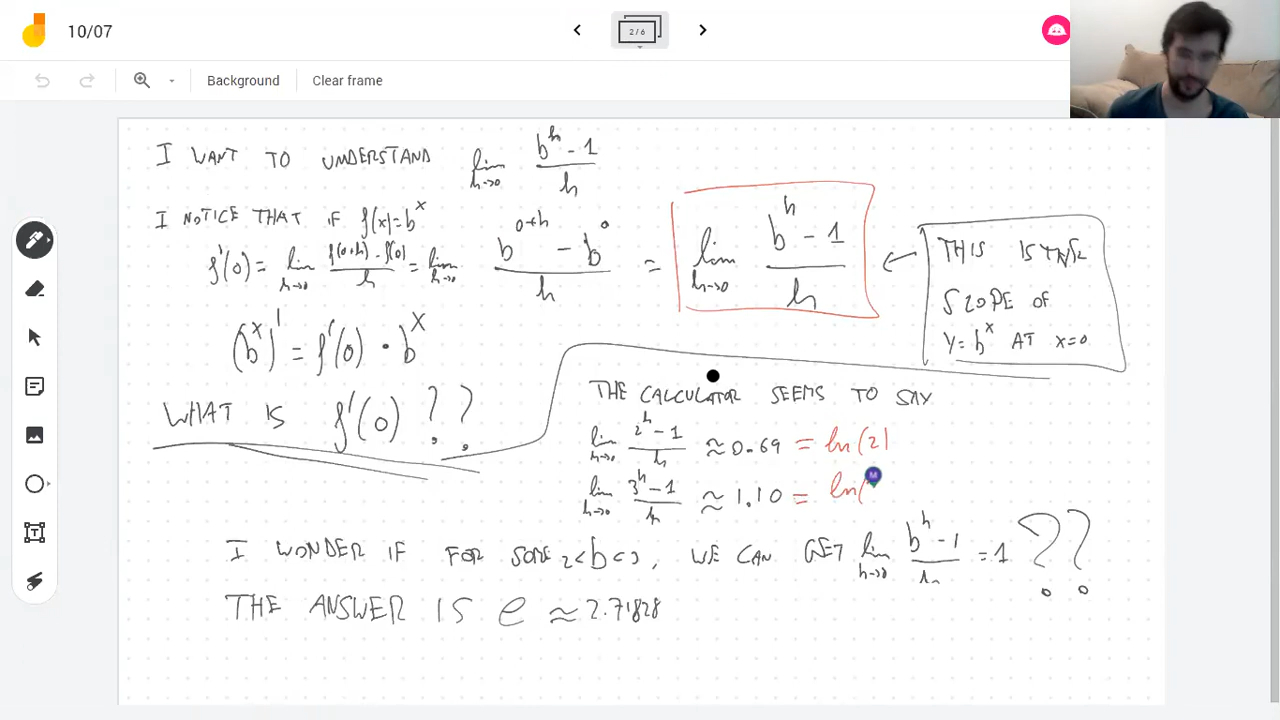 10/07
2/6
Background
Clear frame
I WANT TO UNDERSTAND lim h→0 (b^h - 1)/h
I NOTICE THAT IF f(x)=b^x
f'(0) = lim h→0 (f(0+h) - f(0))/h = lim h→0 (b^(0+h) - b^0)/h = lim h→0 (b^h - 1)/h
THIS IS THE
SLOPE OF
y=b^x AT x=0
(b^x)' = f'(0) · b^x
WHAT IS f'(0) ??
THE CALCULATOR SEEMS TO SAY
lim h→0 (2^h - 1)/h ≈ 0.69 = ln(2)
lim h→0 (3^h - 1)/h ≈ 1.10 = ln(
M
I WONDER IF FOR SOME 2<b<3, WE CAN GET lim h→0 (b^h - 1)/h = 1 ??
THE ANSWER IS e ≈ 2.71828